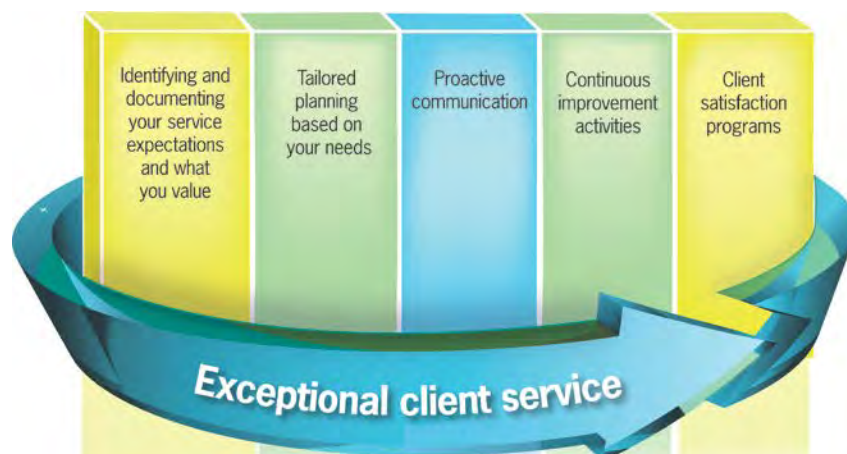 Identifying and
documenting
your service
expectations
and what
you value
Tailored
planning
based on
your needs
Proactive
communication
Continuous
improvement
activities
Client
satisfaction
programs
Exceptional client service